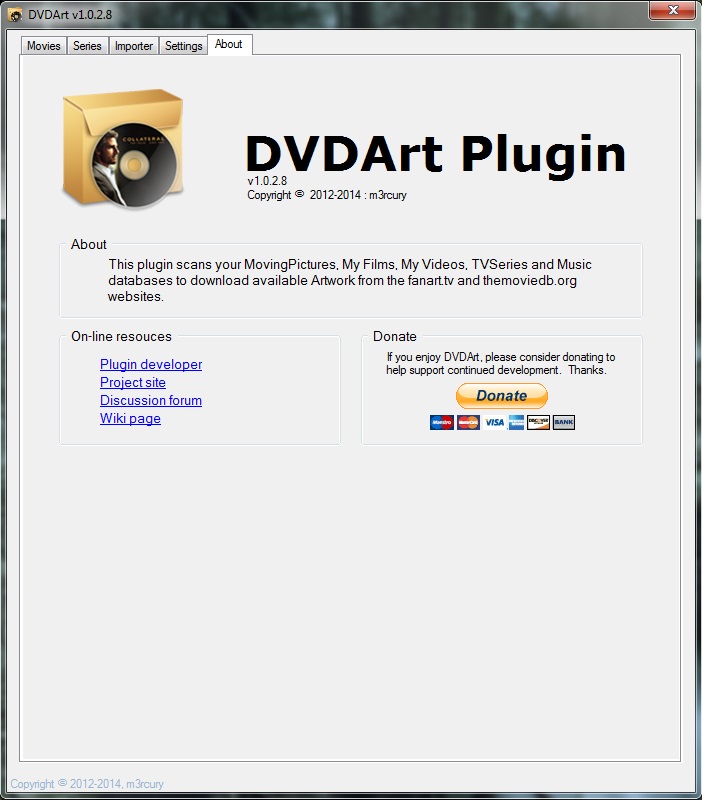 DVDArt v1.0.2.8
Movies Series Importer Settings About
COLLATERAL
DVDArt Plugin
v1.0.2.8
Copyright © 2012-2014 : m3rcury
About
This plugin scans your MovingPictures, My Films, My Videos, TVSeries and Music
databases to download available Artwork from the fanart.tv and themoviedb.org
websites.
On-line resouces
Plugin developer
Project site
Discussion forum
Wiki page
Donate
If you enjoy DVDArt, please consider donating to
help support continued development. Thanks.
Donate
Maestro MasterCard VISA DISCOVER BANK
Copyright © 2012-2014, m3rcury